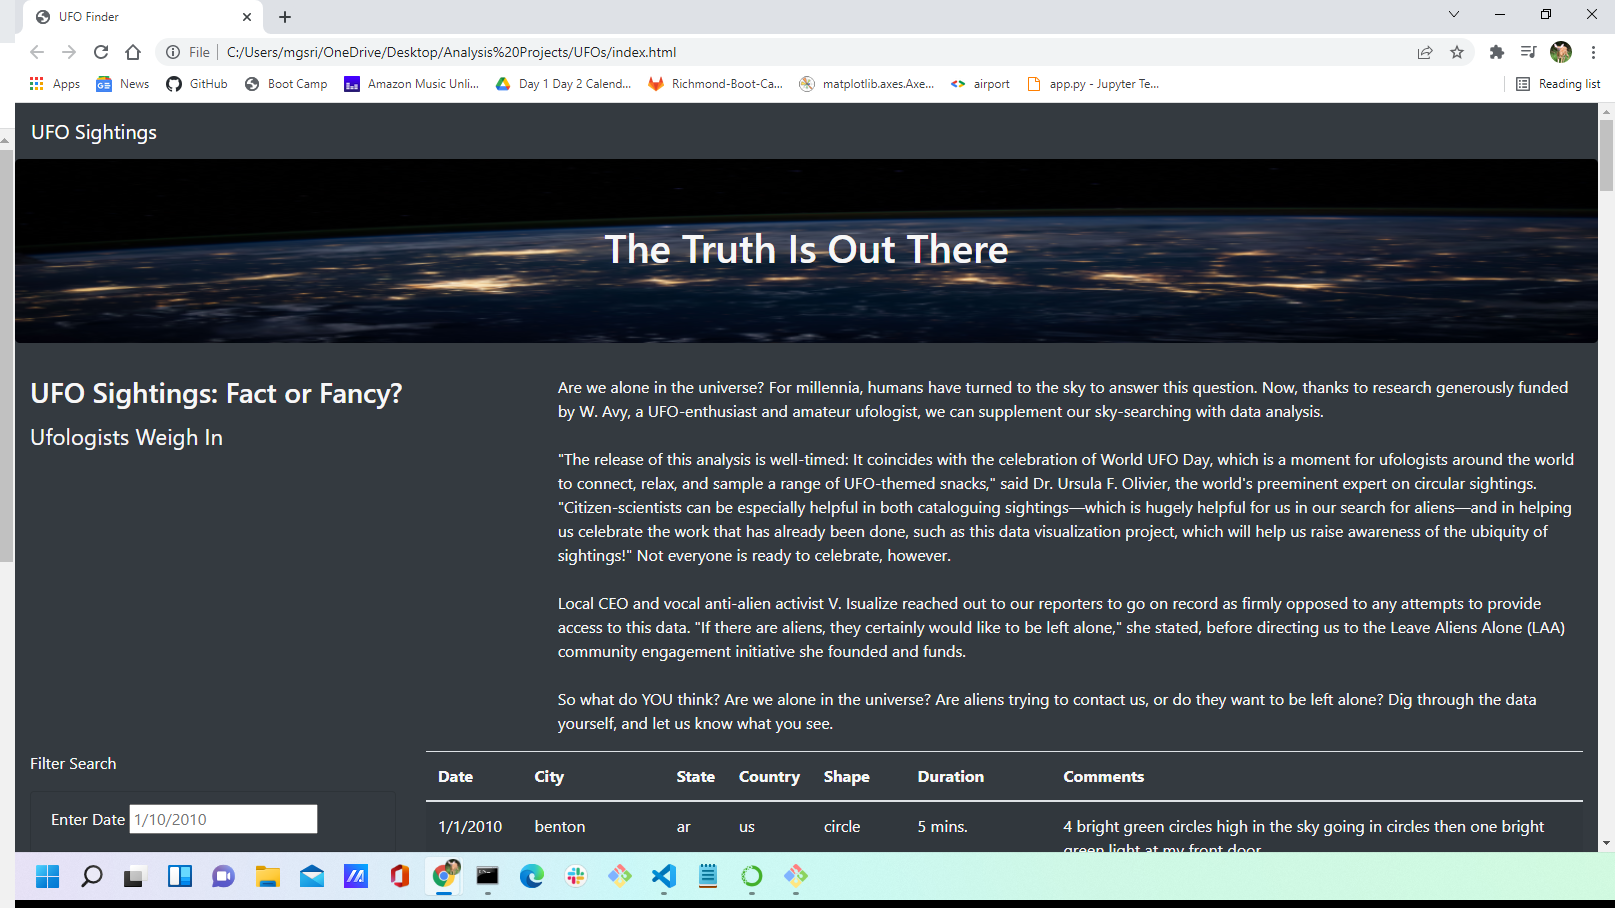 UFO Finder
File
C:/Users/mgsri/OneDrive/Desktop/Analysis%20Projects/UFOs/index.html
Apps
News
GitHub
Boot Camp
Amazon Music Unli...
Day 1 Day 2 Calend...
Richmond-Boot-Ca...
matplotlib.axes.Axe...
airport
app.py - Jupyter Te...
Reading list
UFO Sightings
The Truth Is Out There
UFO Sightings: Fact or Fancy?
Ufologists Weigh In
Are we alone in the universe? For millennia, humans have turned to the sky to answer this question. Now, thanks to research generously funded
by W. Avy, a UFO-enthusiast and amateur ufologist, we can supplement our sky-searching with data analysis.
"The release of this analysis is well-timed: It coincides with the celebration of World UFO Day, which is a moment for ufologists around the world
to connect, relax, and sample a range of UFO-themed snacks," said Dr. Ursula F. Olivier, the world's preeminent expert on circular sightings.
"Citizen-scientists can be especially helpful in both cataloguing sightings—which is hugely helpful for us in our search for aliens—and in helping
us celebrate the work that has already been done, such as this data visualization project, which will help us raise awareness of the ubiquity of
sightings!" Not everyone is ready to celebrate, however.
Local CEO and vocal anti-alien activist V. Isualize reached out to our reporters to go on record as firmly opposed to any attempts to provide
access to this data. "If there are aliens, they certainly would like to be left alone," she stated, before directing us to the Leave Aliens Alone (LAA)
community engagement initiative she founded and funds.
So what do YOU think? Are we alone in the universe? Are aliens trying to contact us, or do they want to be left alone? Dig through the data
yourself, and let us know what you see.
Filter Search
Enter Date 1/10/2010
Date City State Country Shape Duration Comments
1/1/2010 benton ar us circle 5 mins. 4 bright green circles high in the sky going in circles then one bright
green light at my front door.